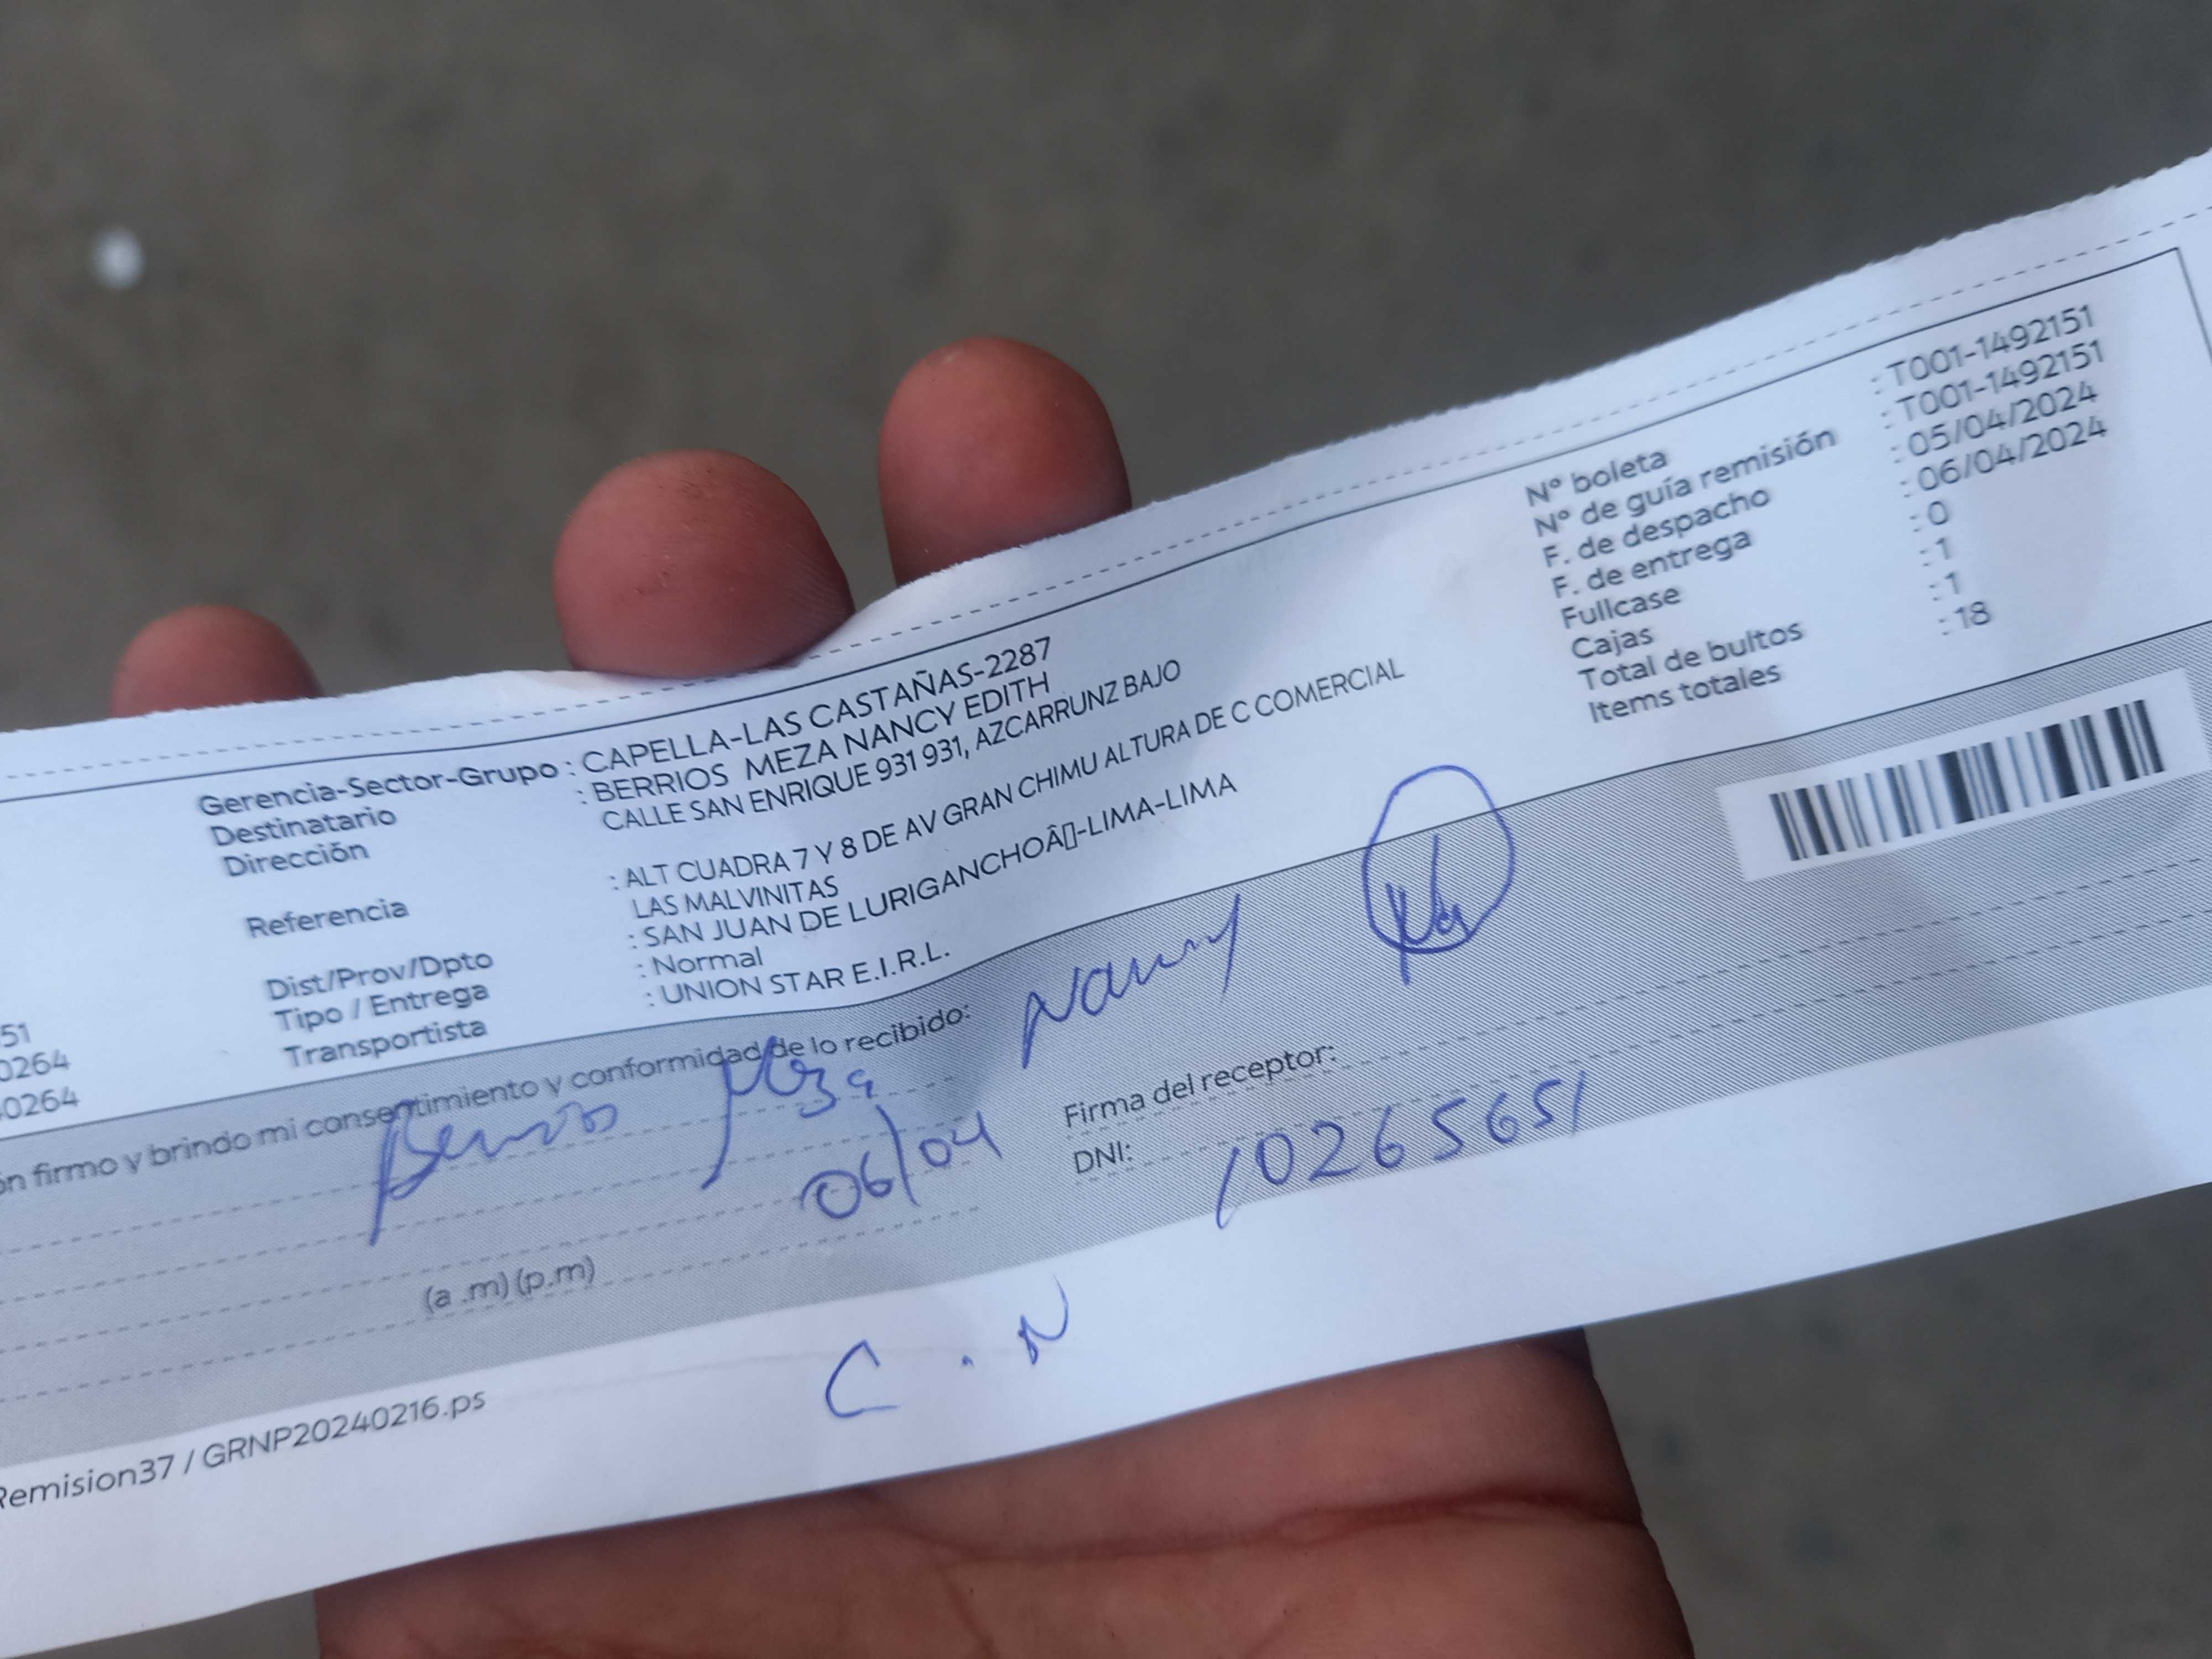 Gerencia-Sector-Grupo : CAPELLA-LAS CASTAÑAS-2287
Destinatario : BERRIOS MEZA NANCY EDITH
Dirección CALLE SAN ENRIQUE 931 931, AZCARRUNZ BAJO
Referencia : ALT CUADRA 7 Y 8 DE AV GRAN CHIMU ALTURA DE C COMERCIAL
LAS MALVINITAS
Dist/Prov/Dpto : SAN JUAN DE LURIGANCHOÂ▯-LIMA-LIMA
Tipo / Entrega : Normal
Transportista : UNION STAR E.I.R.L.
Nº boleta : T001-1492151
Nº de guía remisión : T001-1492151
F. de despacho : 05/04/2024
F. de entrega : 06/04/2024
Fullcase : 0
Cajas : 1
Total de bultos : 1
Items totales : 18
51
0264
0264
ón firmo y brindo mi consentimiento y conformidad de lo recibido:
Berrios Meza Nancy
06/04
Firma del receptor:
DNI: 10265651
(a .m) (p.m)
C . N
Remision37 / GRNP20240216.ps